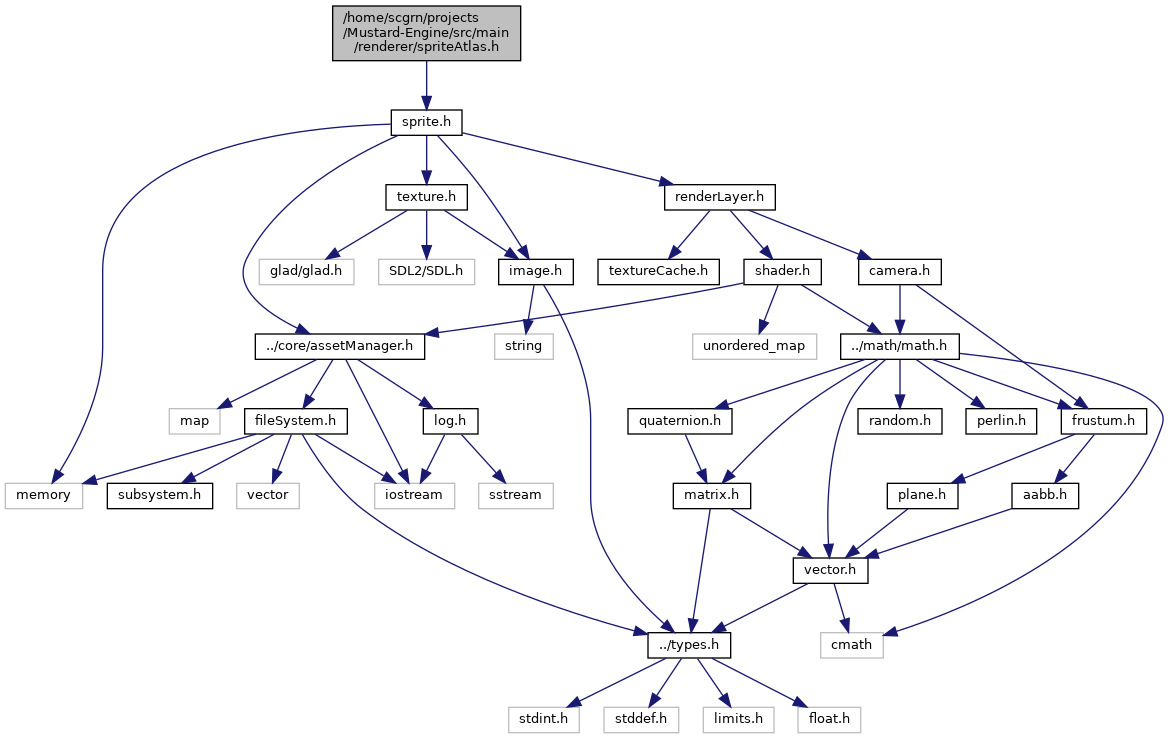 /home/scgrn/projects
/Mustard-Engine/src/main
/renderer/spriteAtlas.h
sprite.h
texture.h
renderLayer.h
glad/glad.h
SDL2/SDL.h
image.h
textureCache.h
shader.h
camera.h
../core/assetManager.h
string
unordered_map
../math/math.h
map
fileSystem.h
log.h
quaternion.h
random.h
perlin.h
frustum.h
memory
subsystem.h
vector
iostream
sstream
matrix.h
plane.h
aabb.h
vector.h
../types.h
cmath
stdint.h
stddef.h
limits.h
float.h